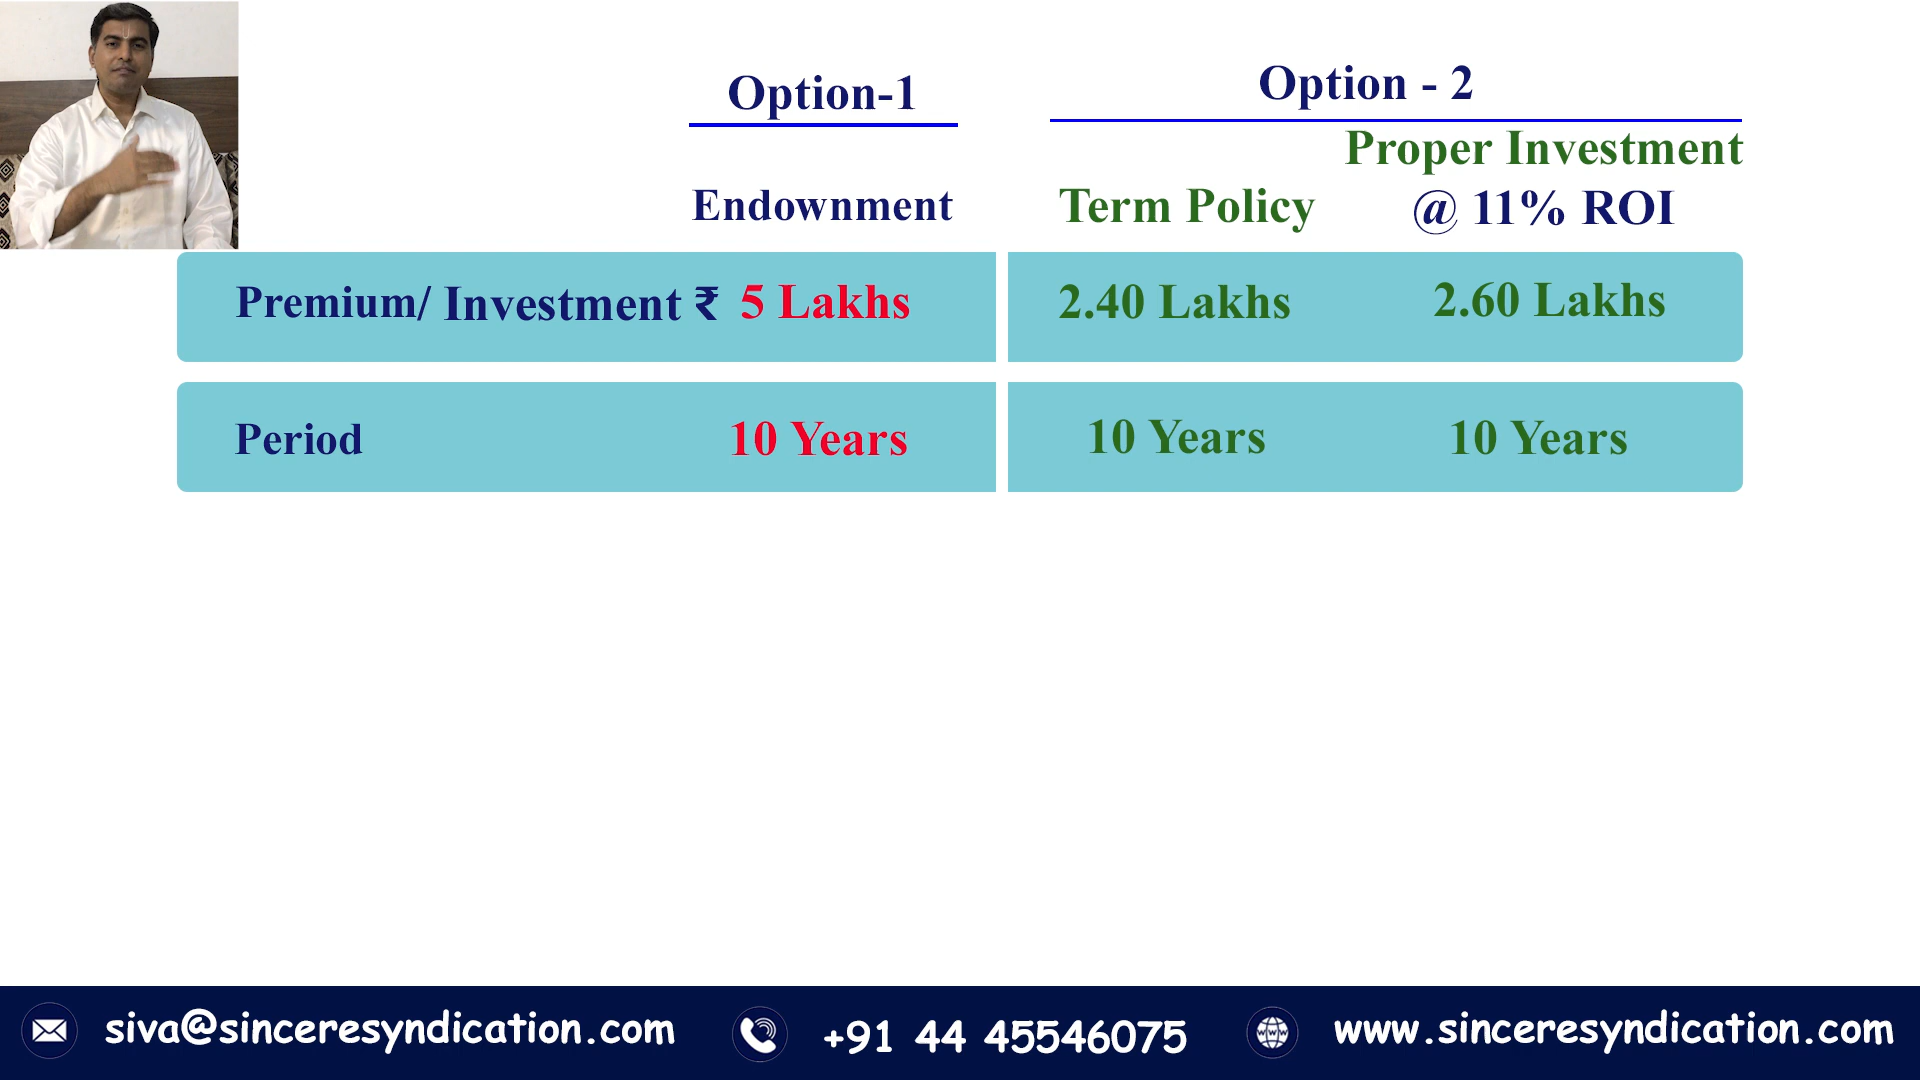 Option-1
Option - 2
Endownment
Term Policy
Proper Investment
@ 11% ROI
Premium/ Investment ₹ 5 Lakhs
2.40 Lakhs
2.60 Lakhs
Period
10 Years
10 Years
10 Years
siva@sinceresyndication.com
+91 44 45546075
www.sinceresyndication.com